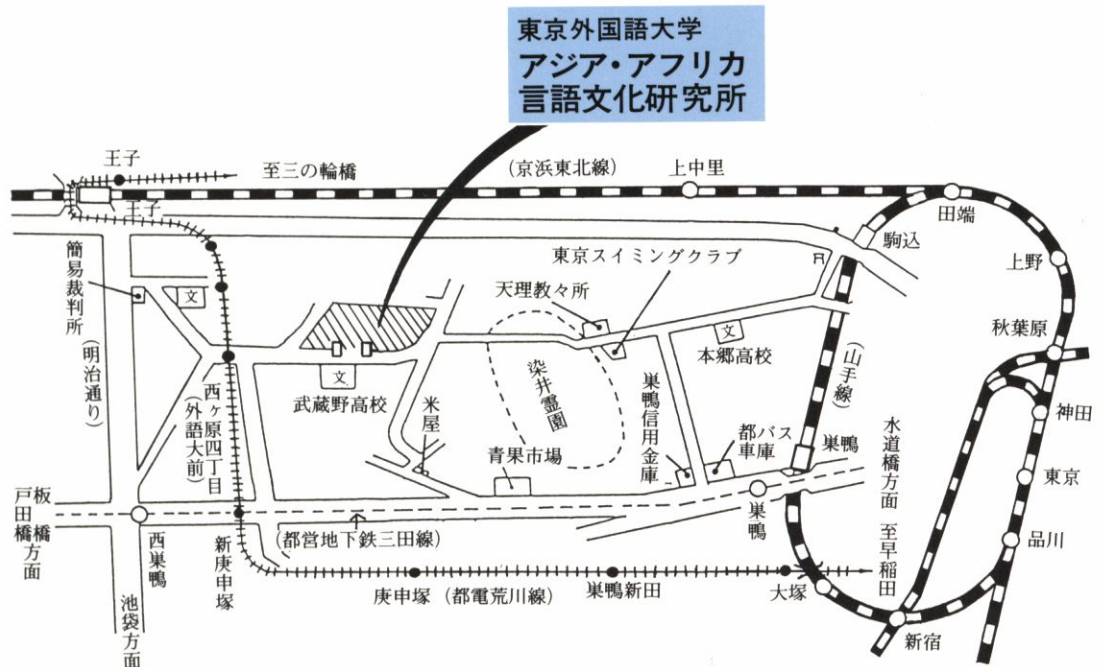 東京外国語大学
アジア・アフリカ
言語文化研究所
王子
至三の輪橋
(京浜東北線)
上中里
王子
田端
駒込
上野
簡易裁判所
文
東京スイミングクラブ
天理教々所
秋葉原
(明治通り)
文
本郷高校
(山手線)
染井霊園
文
武蔵野高校
西ヶ原四丁目
(外語大前)
米屋
青果市場
巣鴨信用金庫
都バス
車庫
巣鴨
水道橋方面
神田
東京
品川
板橋方面
戸田橋
西巣鴨
新庚申塚
(都営地下鉄三田線)
巣鴨
至早稲田
池袋方面
庚申塚
(都電荒川線)
巣鴨新田
大塚
新宿